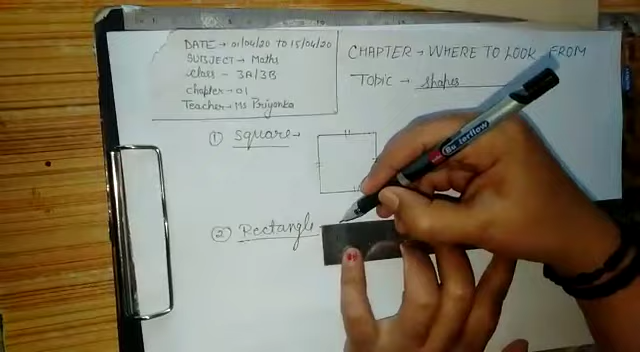 DATE → 01/04/20 TO 15/04/20
SUBJECT → Maths
Class - 3A/3B
Chapter → 01
Teacher → Ms Priyanka
CHAPTER → WHERE TO LOOK FROM
Topic → Shapes
① Square →
② Rectangle
Butterflow